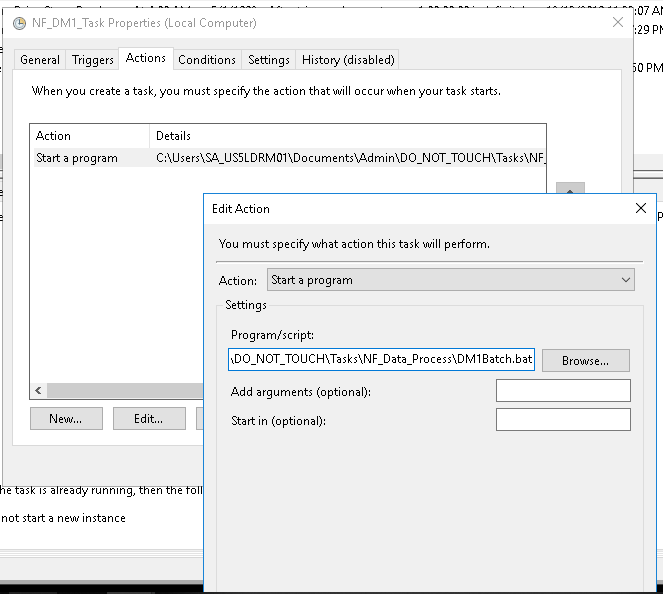 NF_DM1_Task Properties (Local Computer)
General Triggers Actions Conditions Settings History (disabled)
When you create a task, you must specify the action that will occur when your task starts.
Action Details
Start a program C:\Users\SA_US5LDRM01\Documents\Admin\DO_NOT_TOUCH\Tasks\NF_
Edit Action
You must specify what action this task will perform.
Action: Start a program
Settings
Program/script:
\DO_NOT_TOUCH\Tasks\NF_Data_Process\DM1Batch.bat Browse...
Add arguments (optional):
Start in (optional):
New... Edit...
he task is already running, then the foll
not start a new instance
:29 PM
50 PM